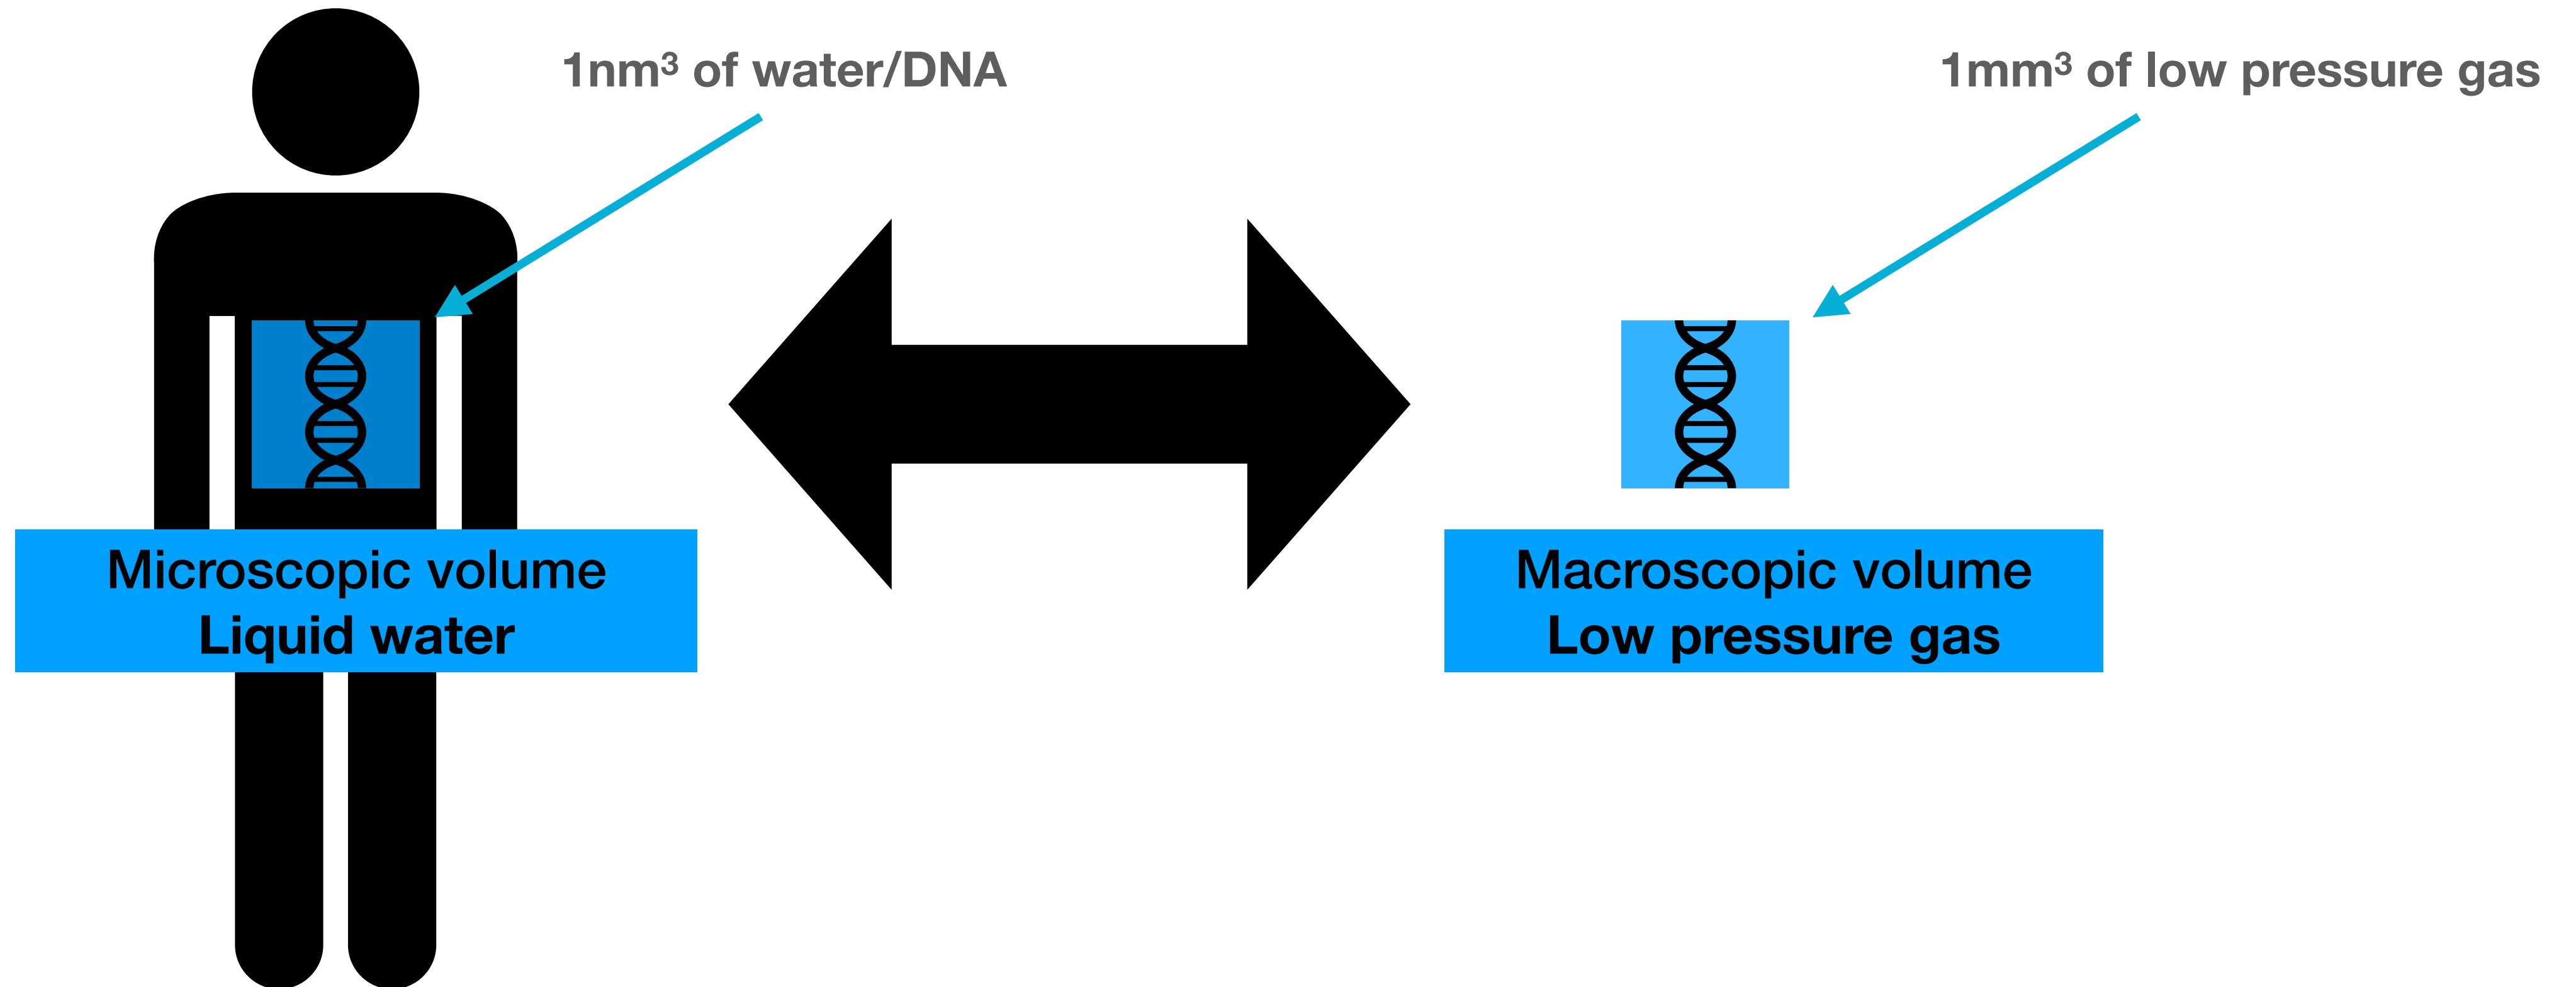 1nm³ of water/DNA
1mm³ of low pressure gas
Microscopic volume
Liquid water
Macroscopic volume
Low pressure gas